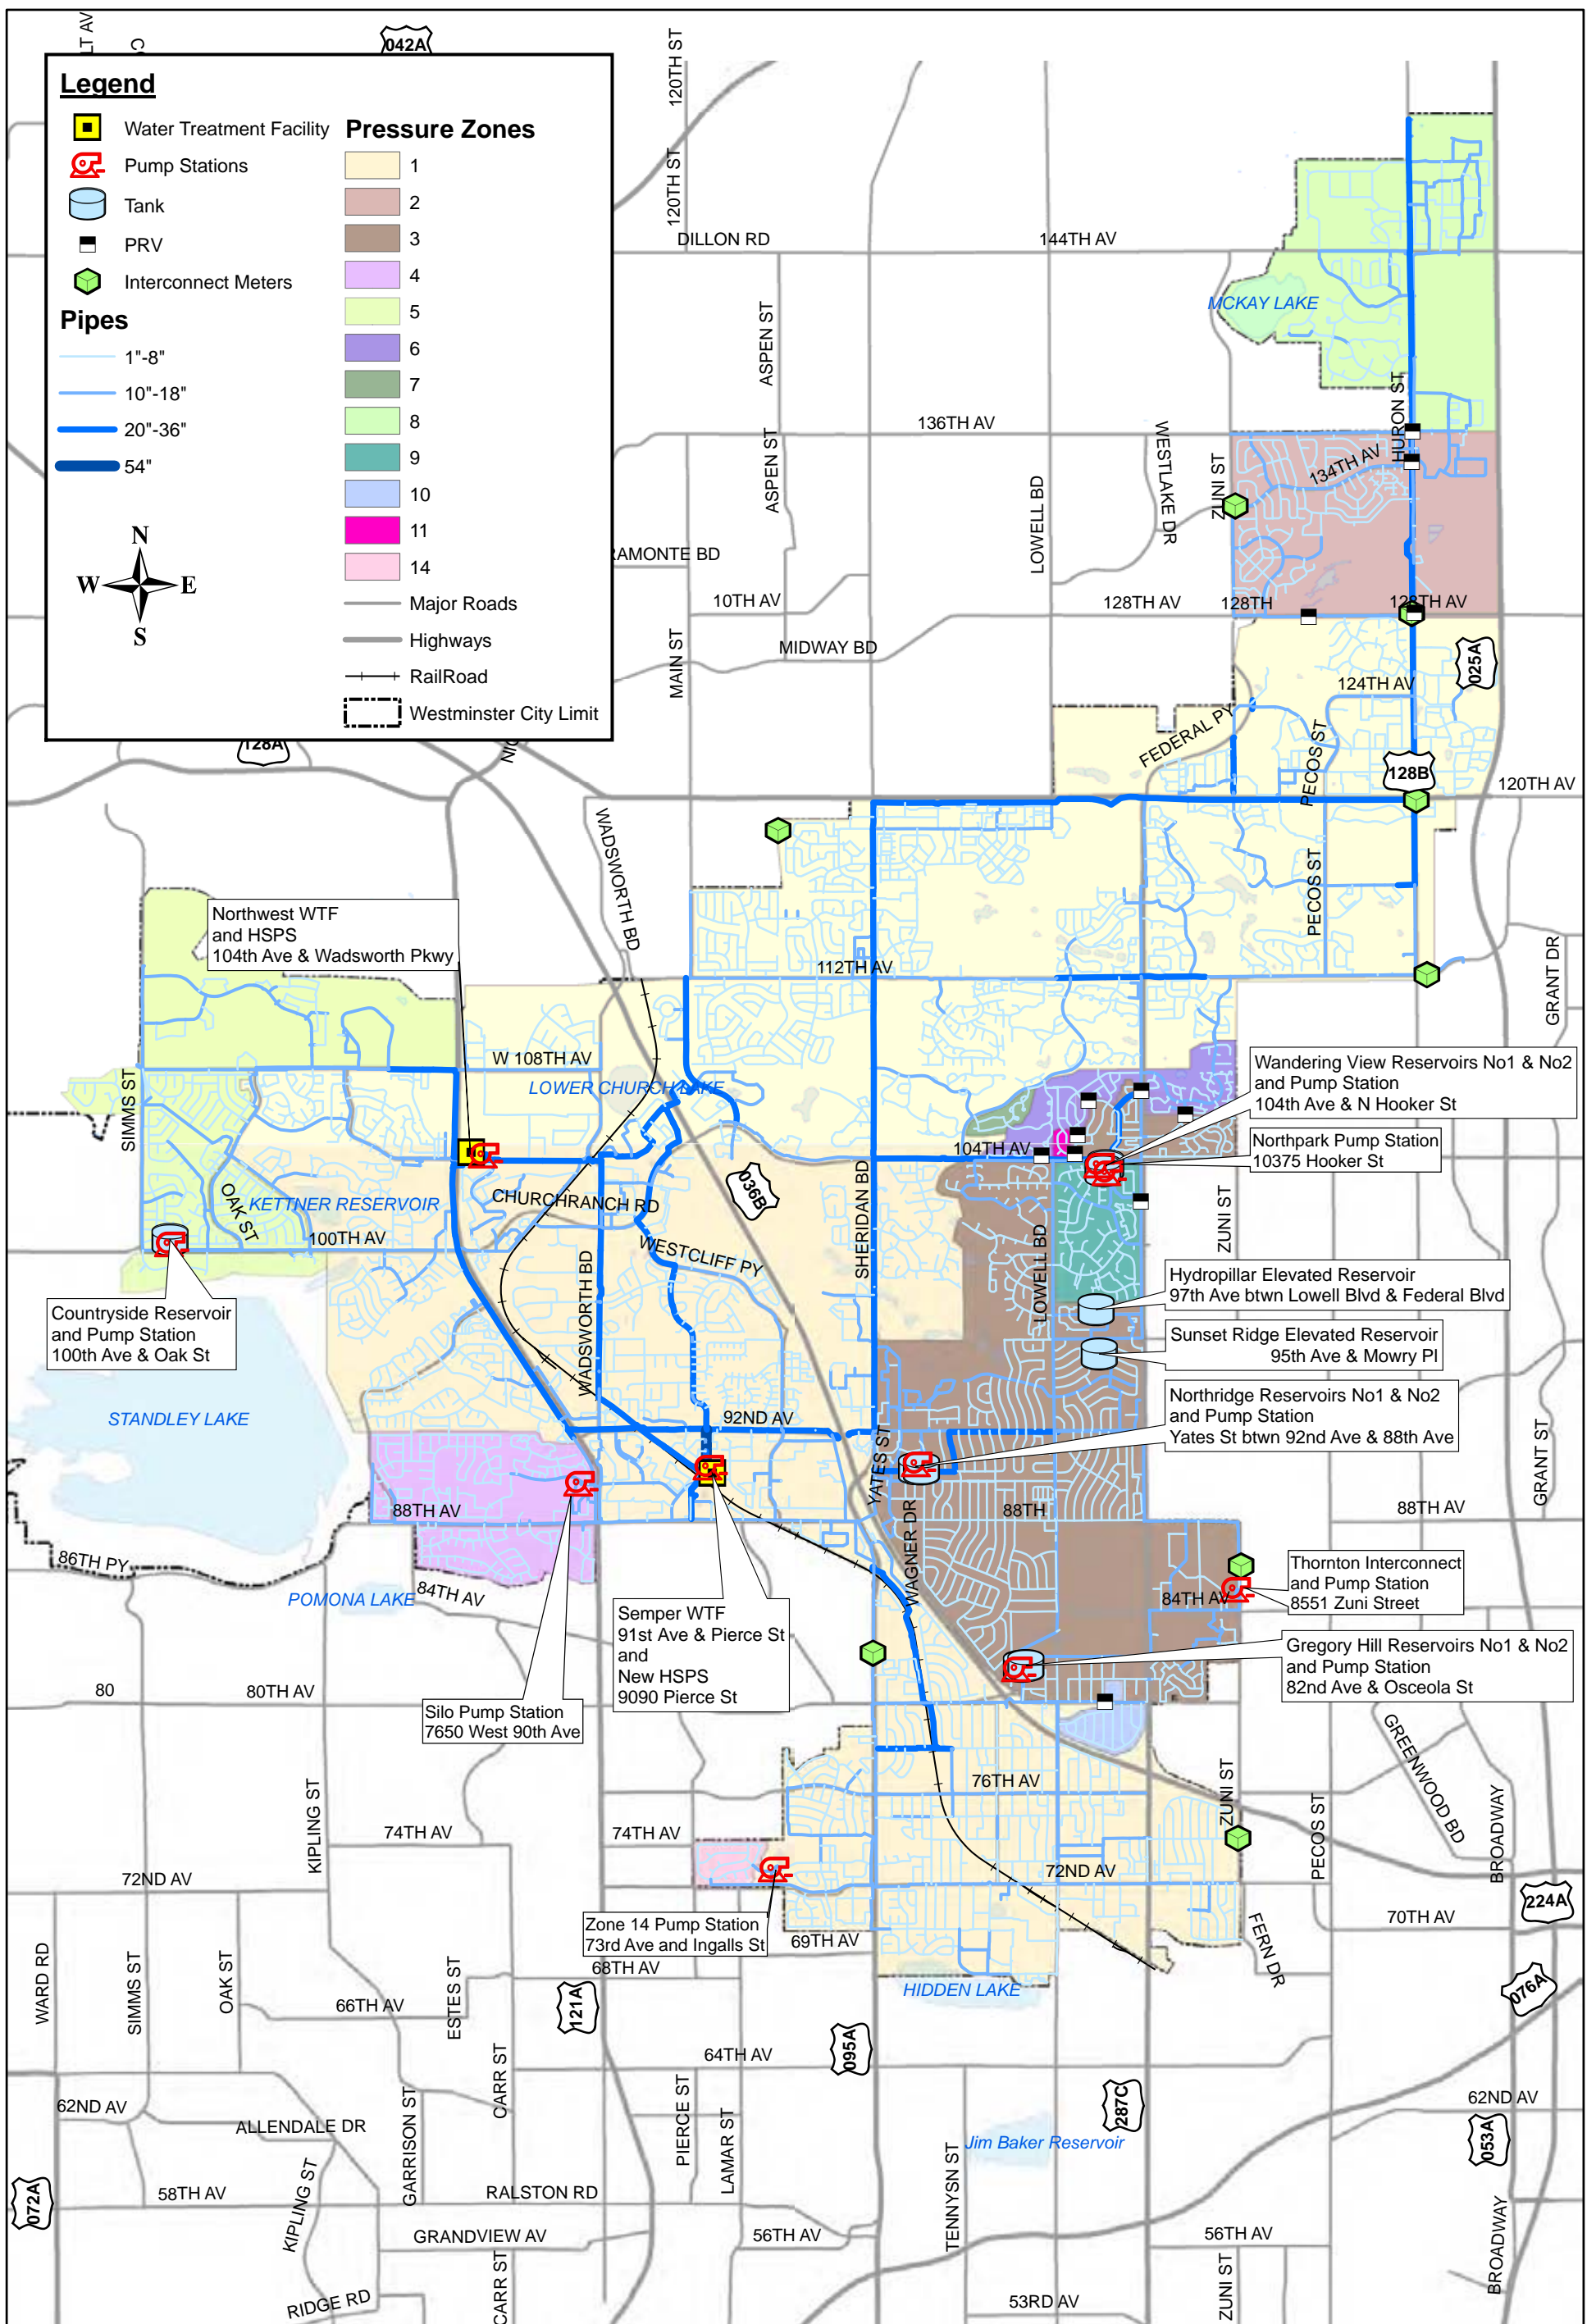 LT AV
042A
120TH ST
Legend
Water Treatment Facility
Pump Stations
Tank
PRV
Interconnect Meters
Pipes
1"-8"
10"-18"
20"-36"
54"
N
W
E
S
Pressure Zones
1
2
3
4
5
6
7
8
9
10
11
14
Major Roads
Highways
RailRoad
Westminster City Limit
120TH ST
DILLON RD
144TH AV
MCKAY LAKE
ASPEN ST
HURON ST
136TH AV
ASPEN ST
WESTLAKE DR
ZUNI ST
134TH AV
LOWELL BD
RAMONTE BD
10TH AV
128TH AV
128TH
128TH AV
MAIN ST
MIDWAY BD
025A
124TH AV
FEDERAL PY
PECOS ST
128A
128B
120TH AV
WADSWORTH BD
PECOS ST
Northwest WTF
and HSPS
104th Ave & Wadsworth Pkwy
112TH AV
GRANT DR
W 108TH AV
LOWER CHURCH LAKE
SIMMS ST
Wandering View Reservoirs No1 & No2
and Pump Station
104th Ave & N Hooker St
104TH AV
Northpark Pump Station
10375 Hooker St
OAK ST
KETTNER RESERVOIR
CHURCHRANCH RD
036B
SHERIDAN BD
ZUNI ST
100TH AV
WESTCLIFF PY
LOWELL BD
WADSWORTH BD
Hydropillar Elevated Reservoir
97th Ave btwn Lowell Blvd & Federal Blvd
Countryside Reservoir
and Pump Station
100th Ave & Oak St
Sunset Ridge Elevated Reservoir
95th Ave & Mowry Pl
STANDLEY LAKE
92ND AV
Northridge Reservoirs No1 & No2
and Pump Station
Yates St btwn 92nd Ave & 88th Ave
YATES ST
GRANT ST
88TH AV
88TH
88TH AV
WAGNER DR
86TH PY
POMONA LAKE
84TH AV
84TH AV
Thornton Interconnect
and Pump Station
8551 Zuni Street
Semper WTF
91st Ave & Pierce St
and
New HSPS
9090 Pierce St
Gregory Hill Reservoirs No1 & No2
and Pump Station
82nd Ave & Osceola St
80
80TH AV
Silo Pump Station
7650 West 90th Ave
GREENWOOD BD
KIPLING ST
76TH AV
ZUNI ST
PECOS ST
BROADWAY
74TH AV
74TH AV
72ND AV
72ND AV
224A
Zone 14 Pump Station
73rd Ave and Ingalls St
70TH AV
69TH AV
FERN DR
68TH AV
WARD RD
SIMMS ST
OAK ST
ESTES ST
66TH AV
121A
HIDDEN LAKE
076A
095A
64TH AV
CARR ST
PIERCE ST
LAMAR ST
GARRISON ST
62ND AV
ALLENDALE DR
287C
62ND AV
053A
Jim Baker Reservoir
TENNYSN ST
072A
58TH AV
KIPLING ST
RALSTON RD
GRANDVIEW AV
56TH AV
56TH AV
BROADWAY
CARR ST
ZUNI ST
RIDGE RD
53RD AV